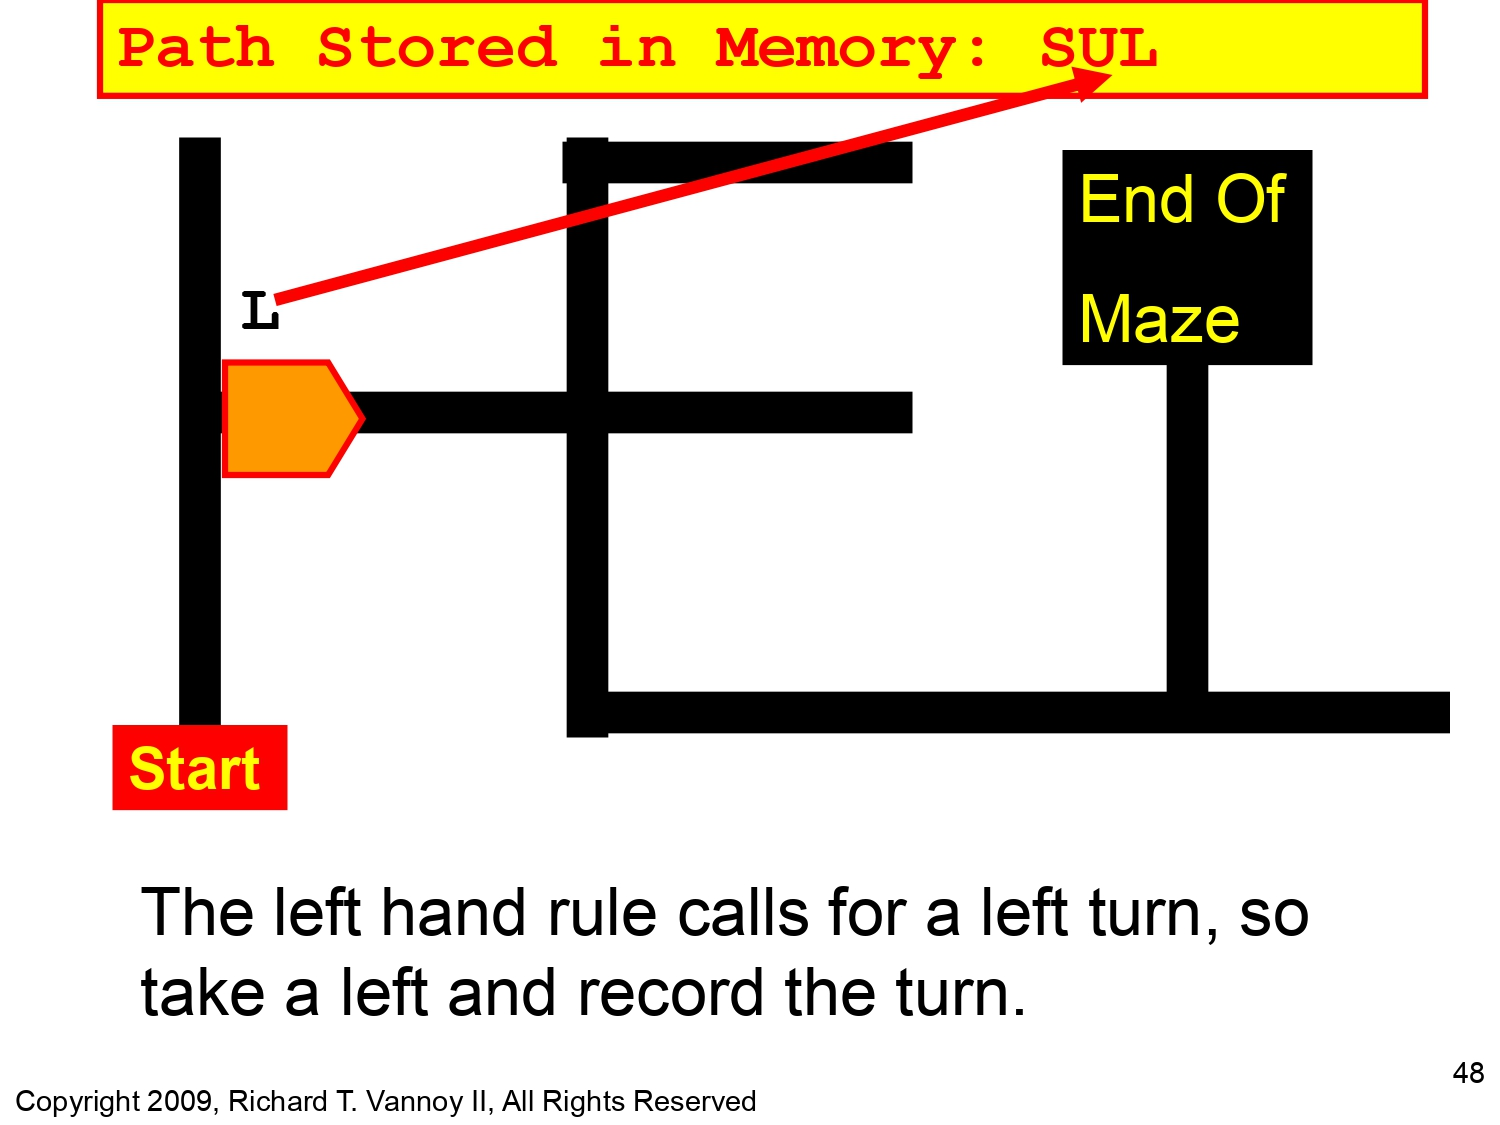 Path Stored in Memory: SUL
L
End Of
Maze
Start
The left hand rule calls for a left turn, so
take a left and record the turn.
48
Copyright 2009, Richard T. Vannoy II, All Rights Reserved